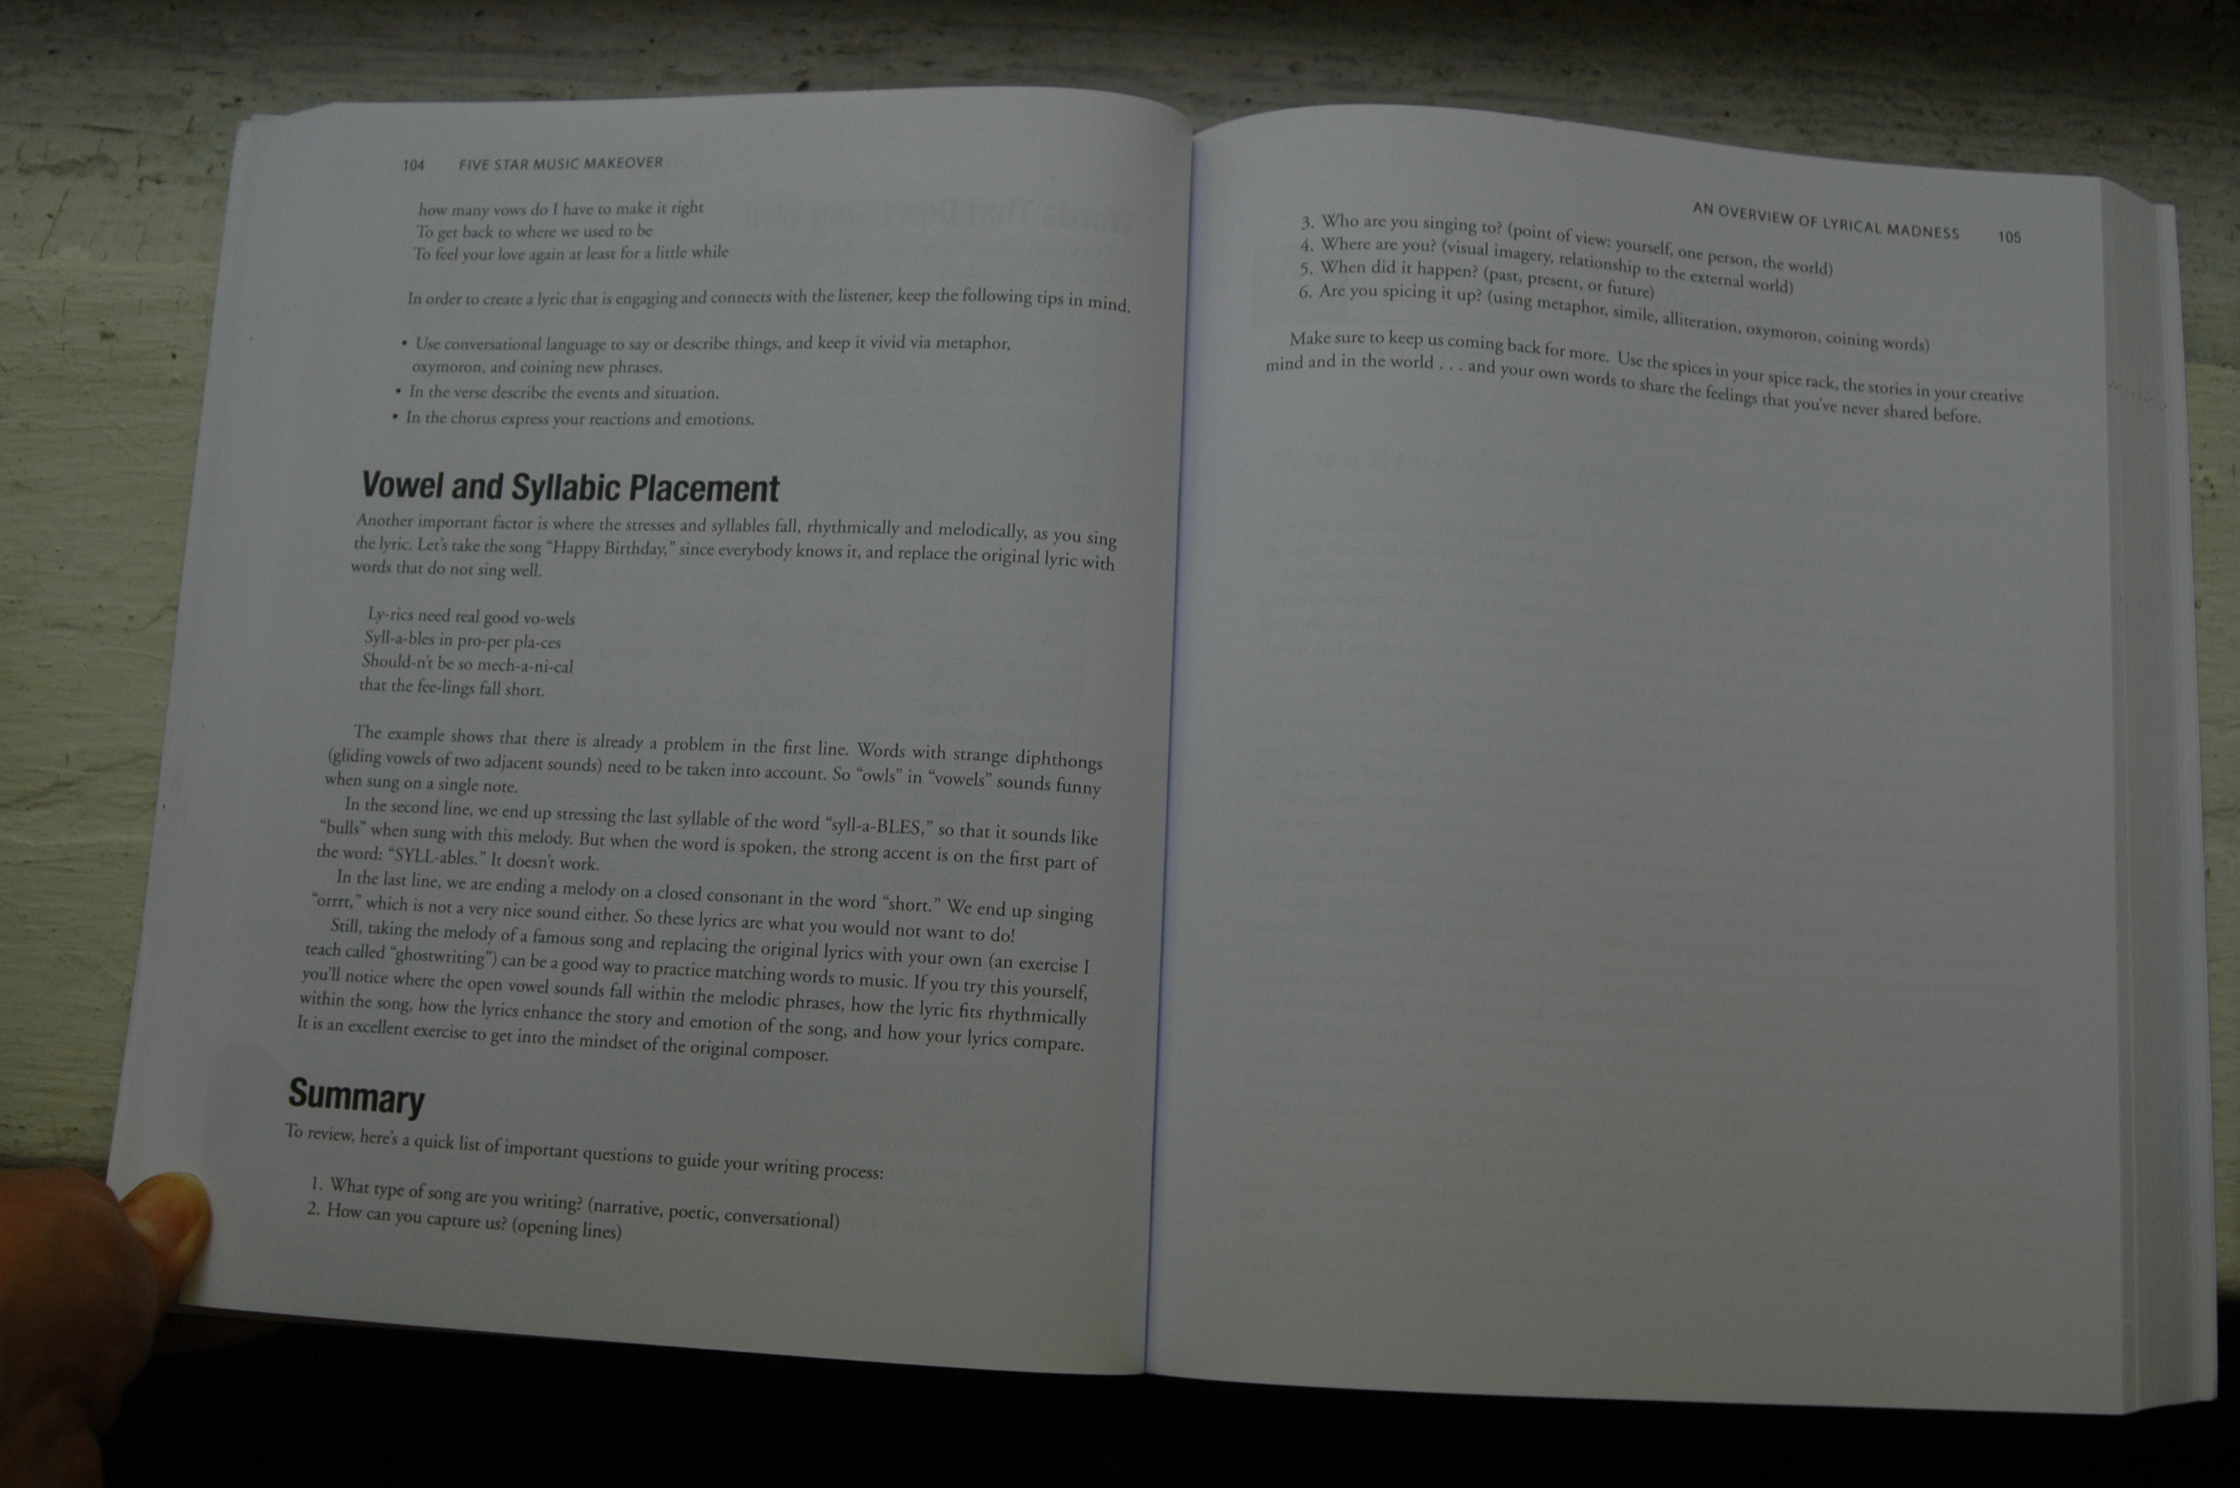 104 FIVE STAR MUSIC MAKEOVER
how many vows do I have to make it right
To get back to where we used to be
To feel your love again at least for a little while
In order to create a lyric that is engaging and connects with the listener, keep the following tips in mind.
• Use conversational language to say or describe things, and keep it vivid via metaphor,
oxymoron, and coining new phrases.
• In the verse describe the events and situation.
• In the chorus express your reactions and emotions.
Vowel and Syllabic Placement
Another important factor is where the stresses and syllables fall, rhythmically and melodically, as you sing
the lyric. Let's take the song “Happy Birthday,” since everybody knows it, and replace the original lyric with
words that do not sing well.
Ly-rics need real good vo-wels
Syll-a-bles in pro-per pla-ces
Should-n't be so mech-a-ni-cal
that the fee-lings fall short.
The example shows that there is already a problem in the first line. Words with strange diphthongs
(gliding vowels of two adjacent sounds) need to be taken into account. So “owls” in “vowels” sounds funny
when sung on a single note.
In the second line, we end up stressing the last syllable of the word “syll-a-BLES,” so that it sounds like
“bulls” when sung with this melody. But when the word is spoken, the strong accent is on the first part of
the word: “SYLL-ables.” It doesn't work.
In the last line, we are ending a melody on a closed consonant in the word “short.” We end up singing
“orrrt,” which is not a very nice sound either. So these lyrics are what you would not want to do!
Still, taking the melody of a famous song and replacing the original lyrics with your own (an exercise I
teach called “ghostwriting”) can be a good way to practice matching words to music. If you try this yourself,
you'll notice where the open vowel sounds fall within the melodic phrases, how the lyric fits rhythmically
within the song, how the lyrics enhance the story and emotion of the song, and how your lyrics compare.
It is an excellent exercise to get into the mindset of the original composer.
Summary
To review, here's a quick list of important questions to guide your writing process:
1. What type of song are you writing? (narrative, poetic, conversational)
2. How can you capture us? (opening lines)
AN OVERVIEW OF LYRICAL MADNESS 105
3. Who are you singing to? (point of view: yourself, one person, the world)
4. Where are you? (visual imagery, relationship to the external world)
5. When did it happen? (past, present, or future)
6. Are you spicing it up? (using metaphor, simile, alliteration, oxymoron, coining words)
Make sure to keep us coming back for more. Use the spices in your spice rack, the stories in your creative
mind and in the world . . . and your own words to share the feelings that you've never shared before.